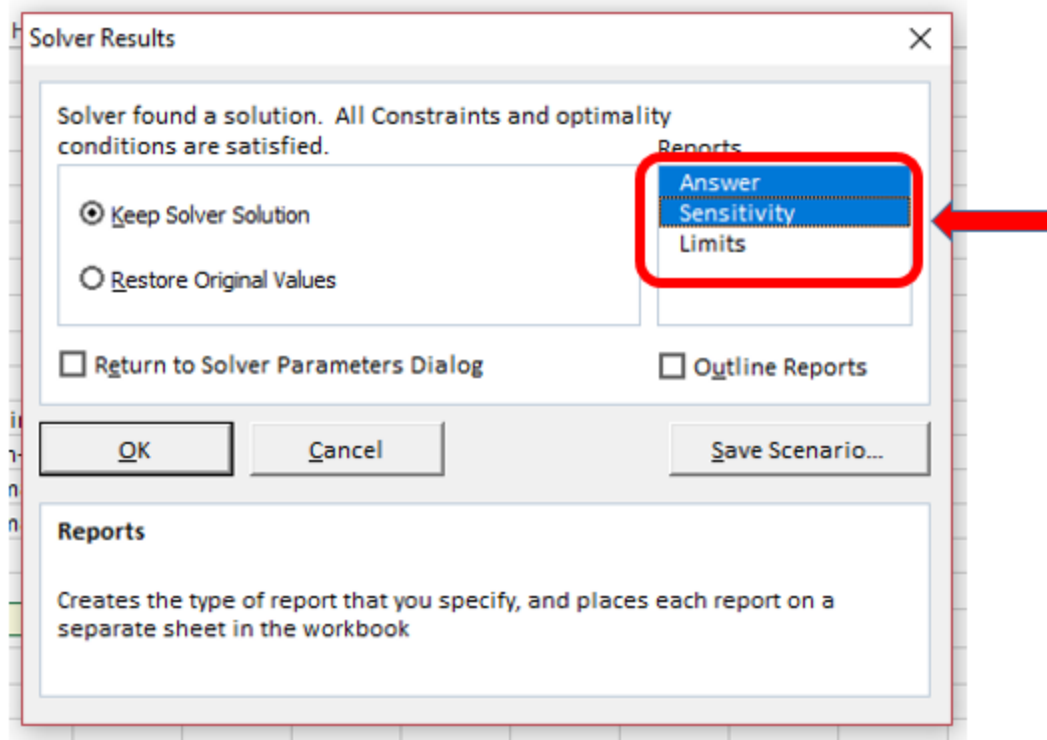 H
Solver Results
Solver found a solution. All Constraints and optimality
conditions are satisfied.
Reports
Answer
Sensitivity
Limits
Keep Solver Solution
Restore Original Values
Return to Solver Parameters Dialog
Outline Reports
OK
Cancel
Save Scenario...
Reports
Creates the type of report that you specify, and places each report on a
separate sheet in the workbook